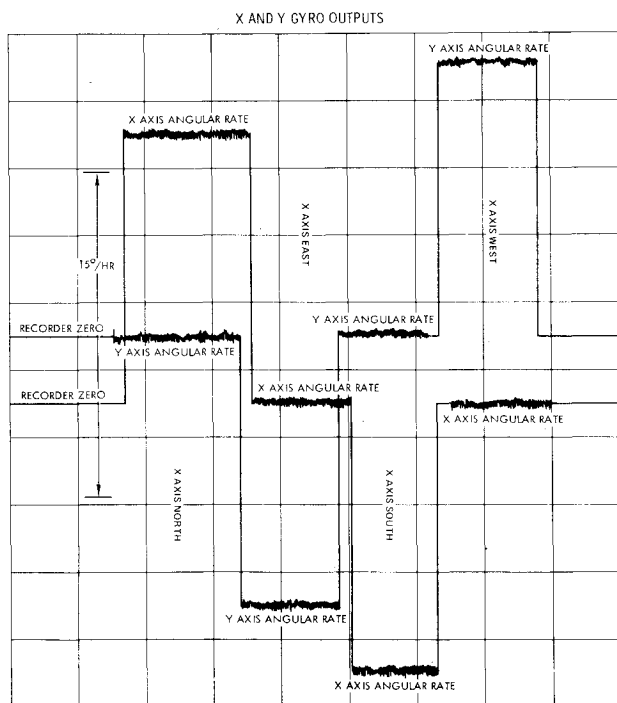 X AND Y GYRO OUTPUTS
Y AXIS ANGULAR RATE
X AXIS ANGULAR RATE
X AXIS EAST
X AXIS WEST
15°/HR
Y AXIS ANGULAR RATE
RECORDER ZERO
Y AXIS ANGULAR RATE
X AXIS ANGULAR RATE
RECORDER ZERO
X AXIS ANGULAR RATE
X AXIS NORTH
X AXIS SOUTH
Y AXIS ANGULAR RATE
X AXIS ANGULAR RATE